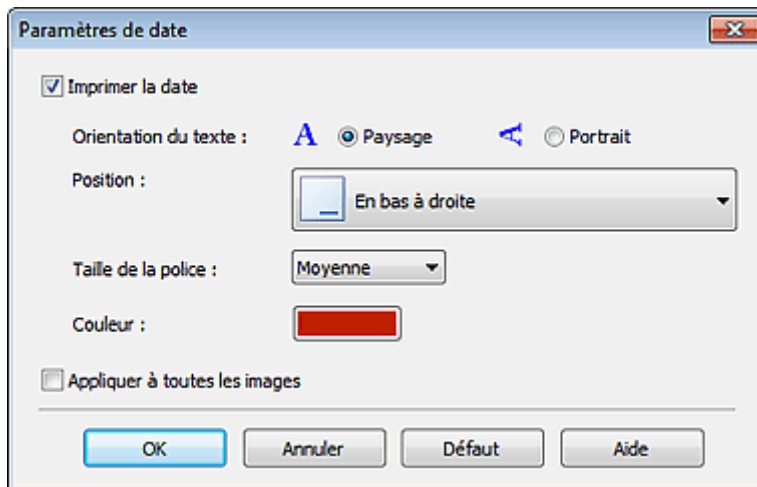 Paramètres de date
Imprimer la date
Orientation du texte : A Paysage A Portrait
Position : En bas à droite
Taille de la police : Moyenne
Couleur :
Appliquer à toutes les images
OK Annuler Défaut Aide